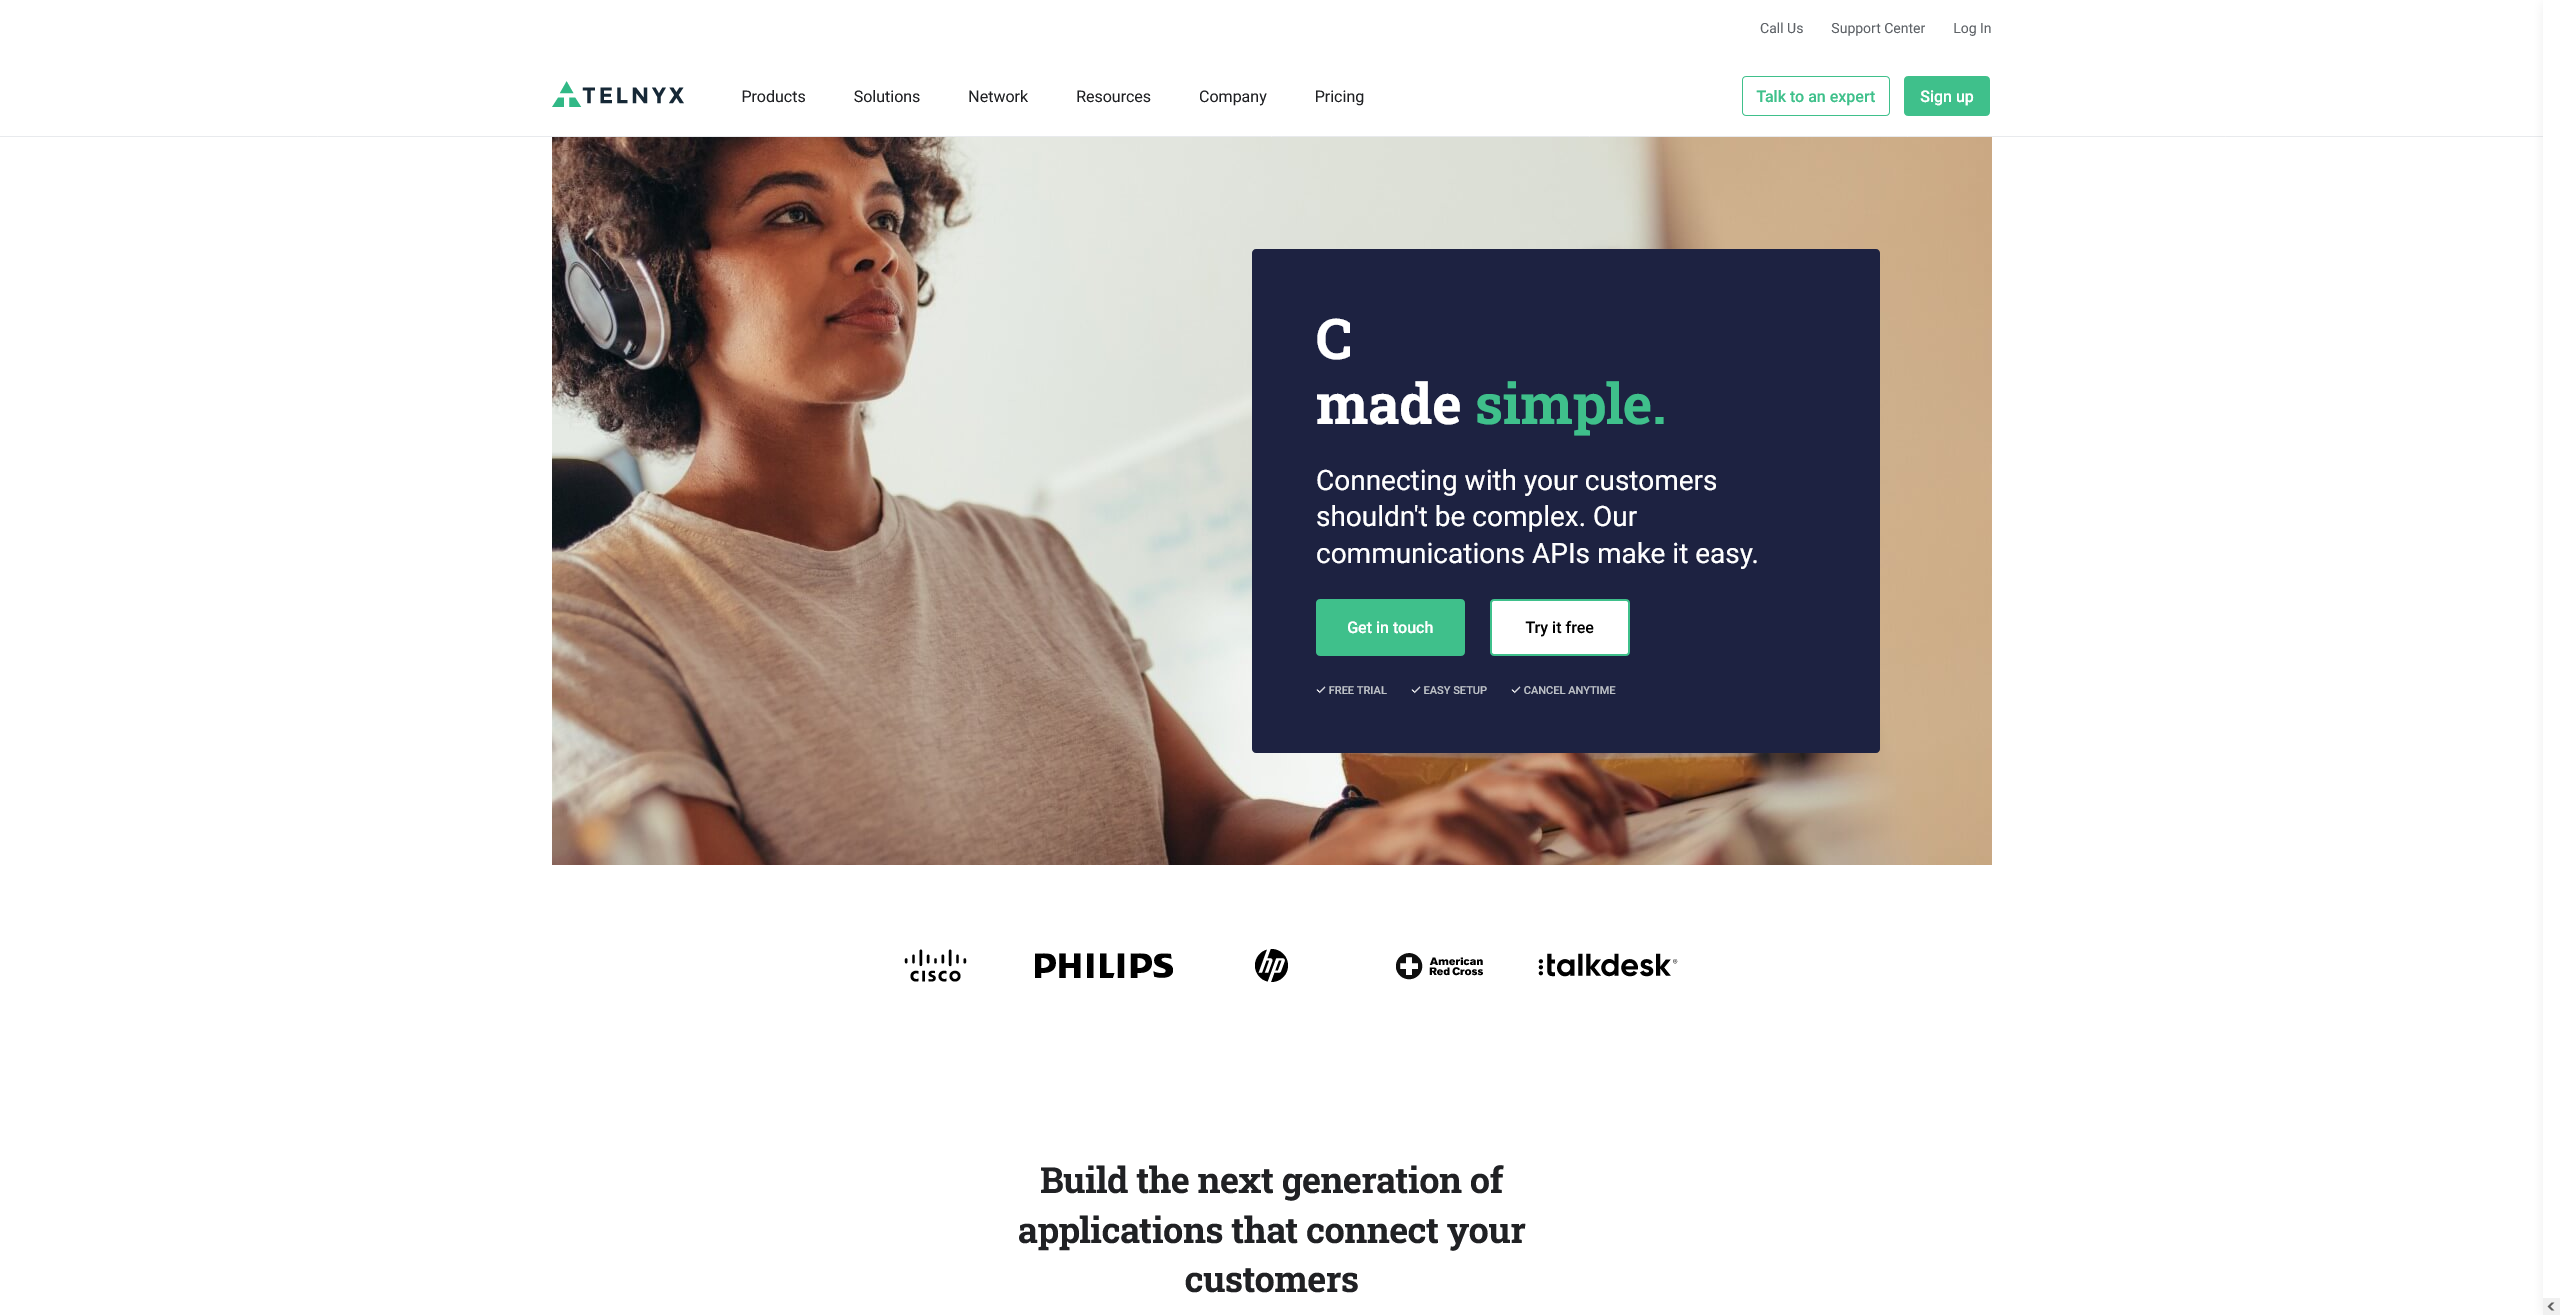 Call Us Support Center Log In
TELNYX Products Solutions Network Resources Company Pricing Talk to an expert Sign up
C
made simple.
Connecting with your customers
shouldn't be complex. Our
communications APIs make it easy.
Get in touch Try it free
FREE TRIAL EASY SETUP CANCEL ANYTIME
CISCO PHILIPS hp American Red Cross talkdesk
Build the next generation of
applications that connect your
customers